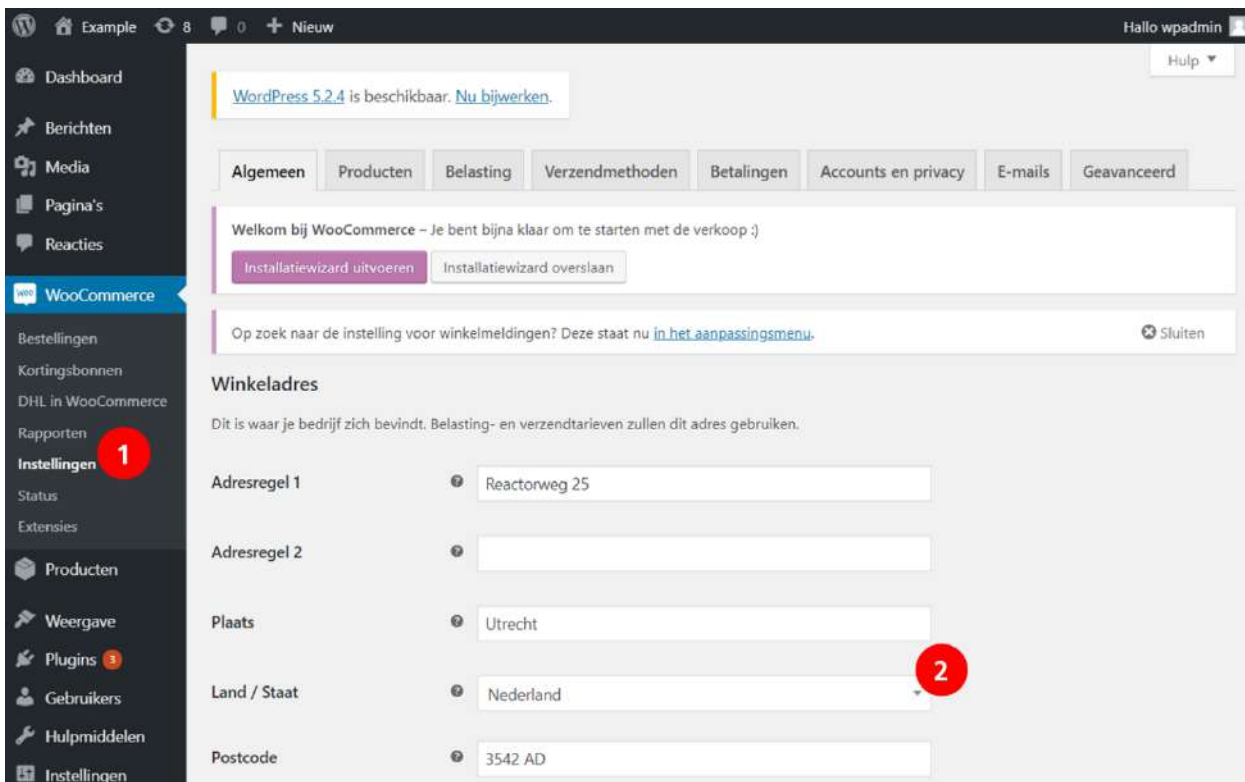 Example 8 0 + Nieuw Hallo wpadmin
Hulp
Dashboard
Berichten
Media
Pagina's
Reacties
WooCommerce
Bestellingen
Kortingsbonnen
DHL in WooCommerce
Rapporten
Instellingen 1
Status
Extensies
Producten
Weergave
Plugins 3
Gebruikers
Hulpmiddelen
Instellingen
WordPress 5.2.4 is beschikbaar. Nu bijwerken.
Algemeen Producten Belasting Verzendmethoden Betalingen Accounts en privacy E-mails Geavanceerd
Welkom bij WooCommerce – Je bent bijna klaar om te starten met de verkoop :)
Installatiewizard uitvoeren Installatiewizard overslaan
Op zoek naar de instelling voor winkelmeldingen? Deze staat nu in het aanpassingsmenu. Sluiten
Winkeladres
Dit is waar je bedrijf zich bevindt. Belasting- en verzendtarieven zullen dit adres gebruiken.
Adresregel 1 Reactorweg 25
Adresregel 2
Plaats Utrecht
Land / Staat Nederland 2
Postcode 3542 AD